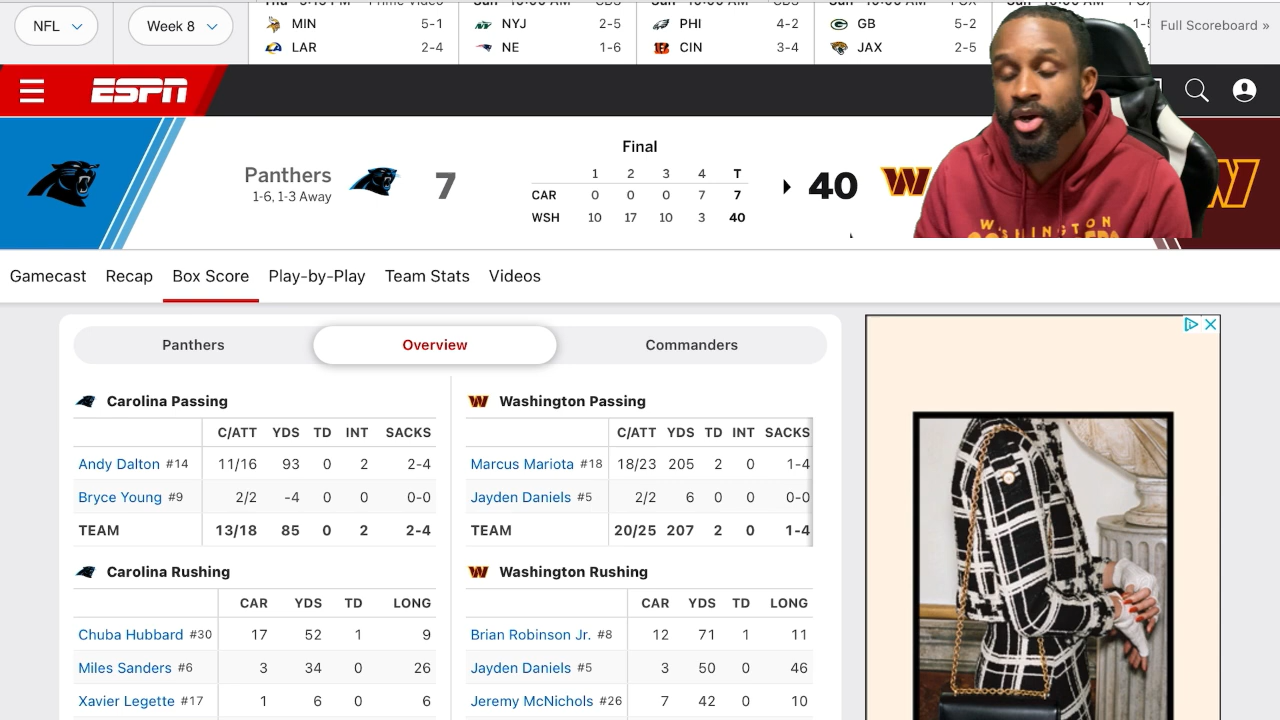 NFL
Week 8
MIN 5-1
LAR 2-4
NYJ 2-5
NE 1-6
PHI 4-2
CIN 3-4
GB 5-2
JAX 2-5
Full Scoreboard »
ESPN
Final
Panthers
1-6, 1-3 Away
7
1 2 3 4 T
CAR 0 0 0 7 7
WSH 10 17 10 3 40
40
W
WASHINGTON
Gamecast Recap Box Score Play-by-Play Team Stats Videos
Panthers Overview Commanders
Carolina Passing
C/ATT YDS TD INT SACKS
Andy Dalton #14 11/16 93 0 2 2-4
Bryce Young #9 2/2 -4 0 0 0-0
TEAM 13/18 85 0 2 2-4
Washington Passing
C/ATT YDS TD INT SACKS
Marcus Mariota #18 18/23 205 2 0 1-4
Jayden Daniels #5 2/2 6 0 0 0-0
TEAM 20/25 207 2 0 1-4
Carolina Rushing
CAR YDS TD LONG
Chuba Hubbard #30 17 52 1 9
Miles Sanders #6 3 34 0 26
Xavier Legette #17 1 6 0 6
Washington Rushing
CAR YDS TD LONG
Brian Robinson Jr. #8 12 71 1 11
Jayden Daniels #5 3 50 0 46
Jeremy McNichols #26 7 42 0 10